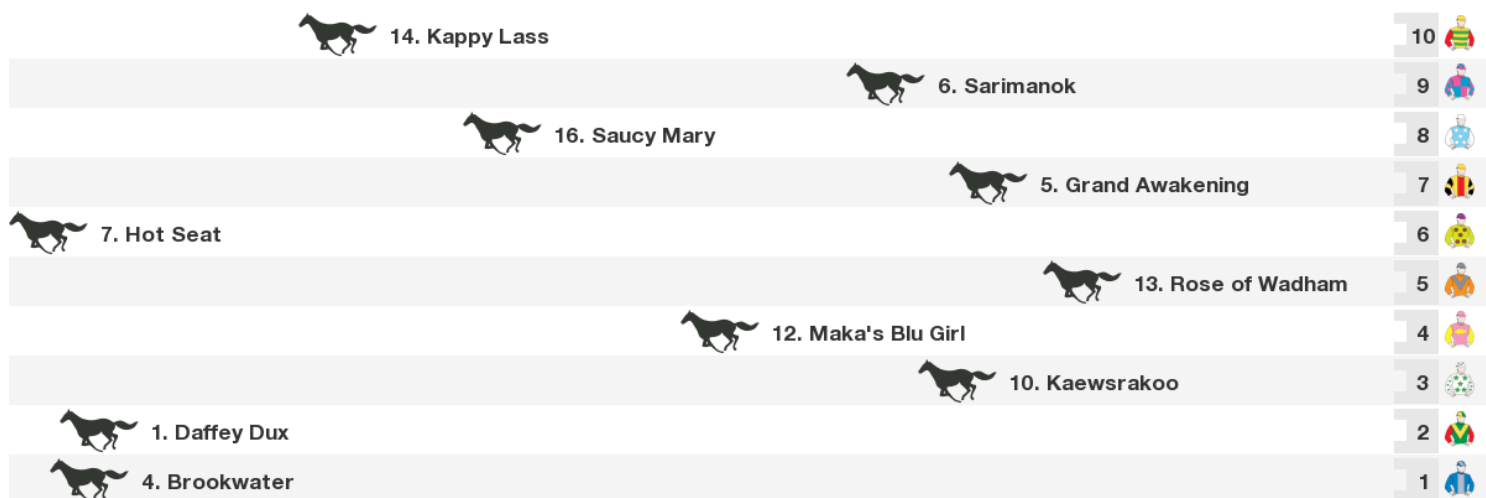 14. Kappy Lass 10
6. Sarimanok 9
16. Saucy Mary 8
5. Grand Awakening 7
7. Hot Seat 6
13. Rose of Wadham 5
12. Maka's Blu Girl 4
10. Kaewsrakoo 3
1. Daffey Dux 2
4. Brookwater 1